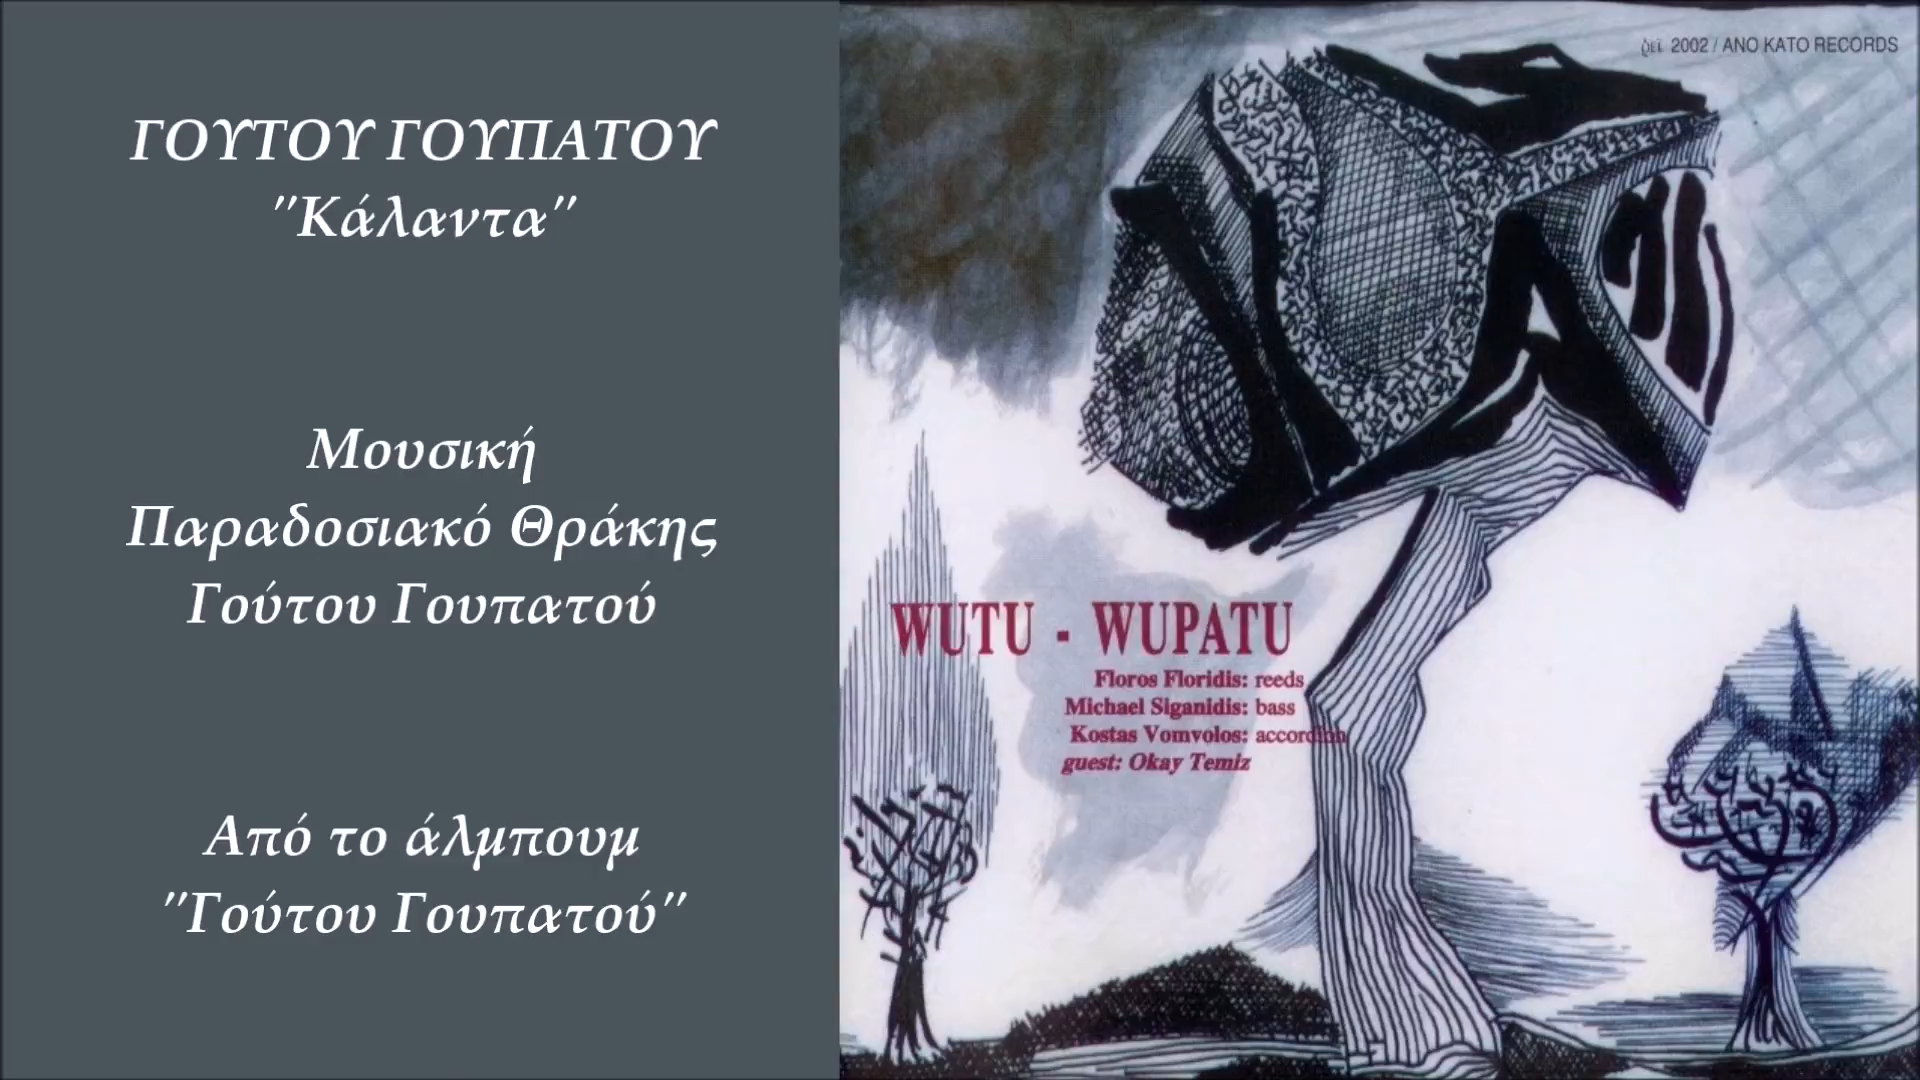 ΓΟΥΤΟΥ ΓΟΥΠΑΤΟΥ
"Κάλαντα"
Μουσική
Παραδοσιακό Θράκης
Γούτου Γουπατού
Από το άλμπουμ
"Γούτου Γουπατού"
2002 / ANO KATO RECORDS
WUTU - WUPATU
Floros Floridis: reeds
Michael Siganidis: bass
Kostas Vomvolos: accordion
guest: Okay Temiz